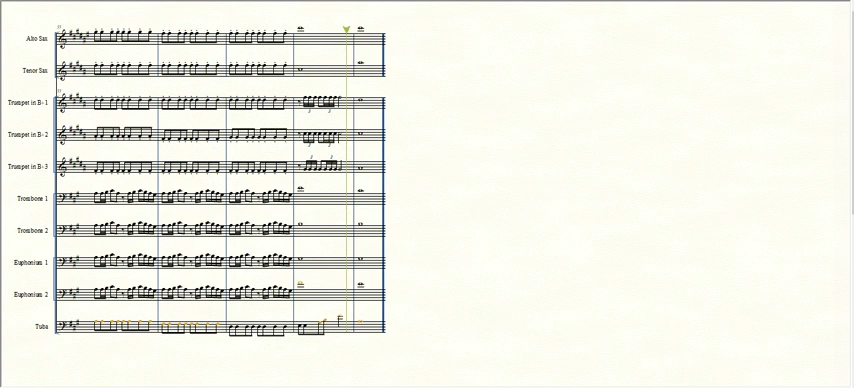 Alto Sax
Tenor Sax
Trumpet in B♭ 1
Trumpet in B♭ 2
Trumpet in B♭ 3
Trombone 1
Trombone 2
Euphonium 1
Euphonium 2
Tuba